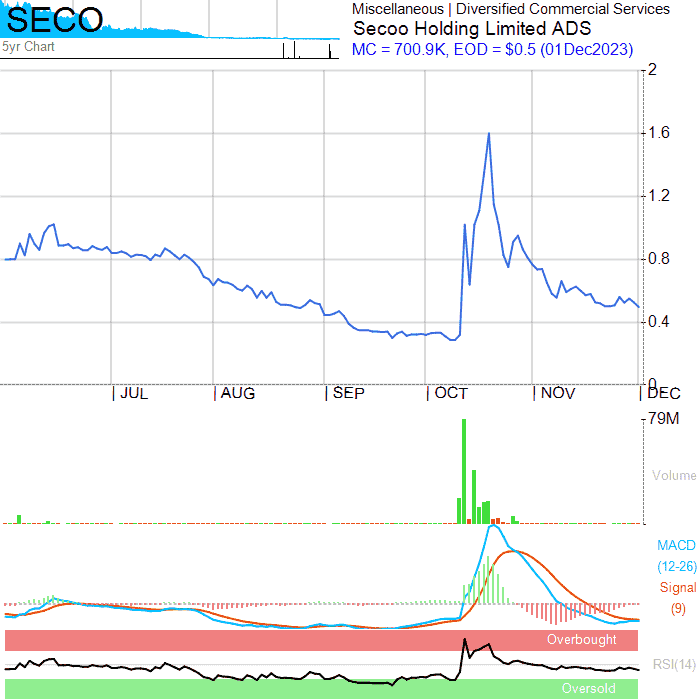 SECO
5yr Chart
Miscellaneous | Diversified Commercial Services
Secoo Holding Limited ADS
MC = 700.9K, EOD = $0.5 (01Dec2023)
2
1.6
1.2
0.8
0.4
0
JUL AUG SEP OCT NOV DEC
79M
Volume
MACD
(12-26)
Signal
(9)
Overbought
RSI(14)
Oversold